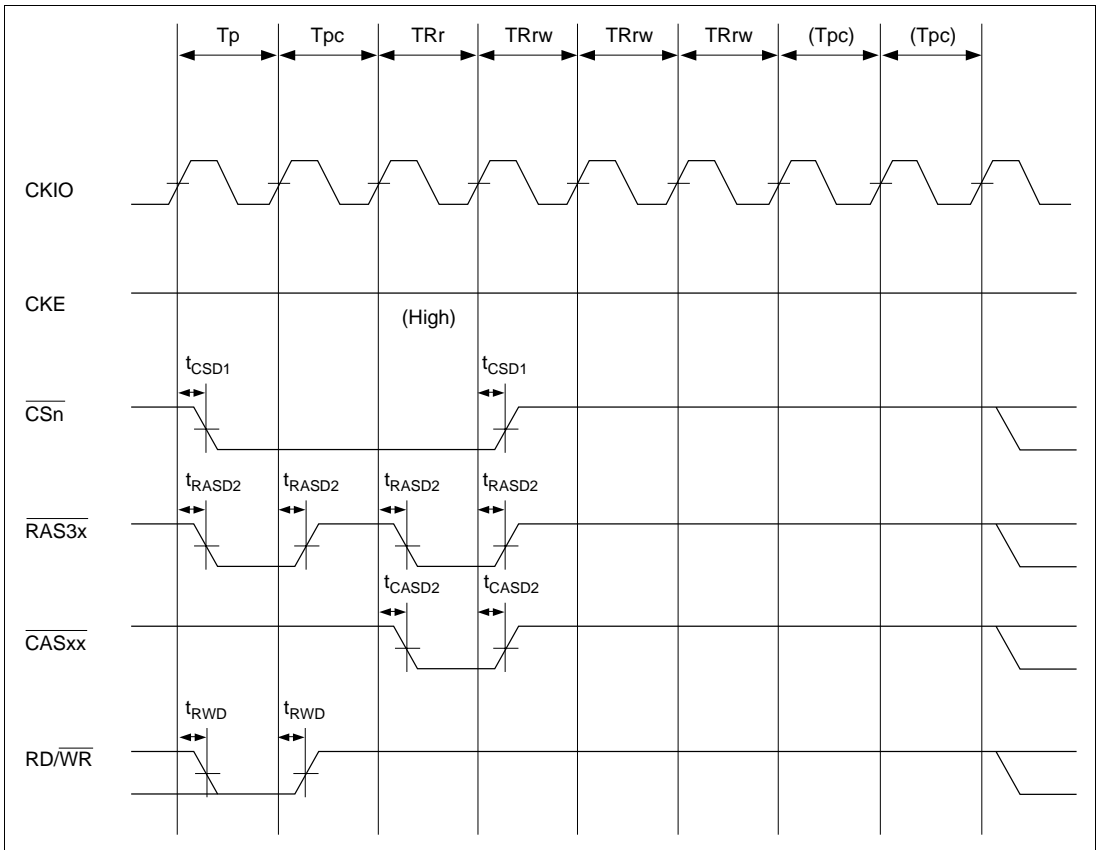 Tp Tpc TRr TRrw TRrw TRrw (Tpc) (Tpc)
CKIO
CKE
(High)
tCSD1 tCSD1
CSn
tRASD2 tRASD2 tRASD2 tRASD2
RAS3x
tCASD2 tCASD2
CASxx
tRWD tRWD
RD/WR